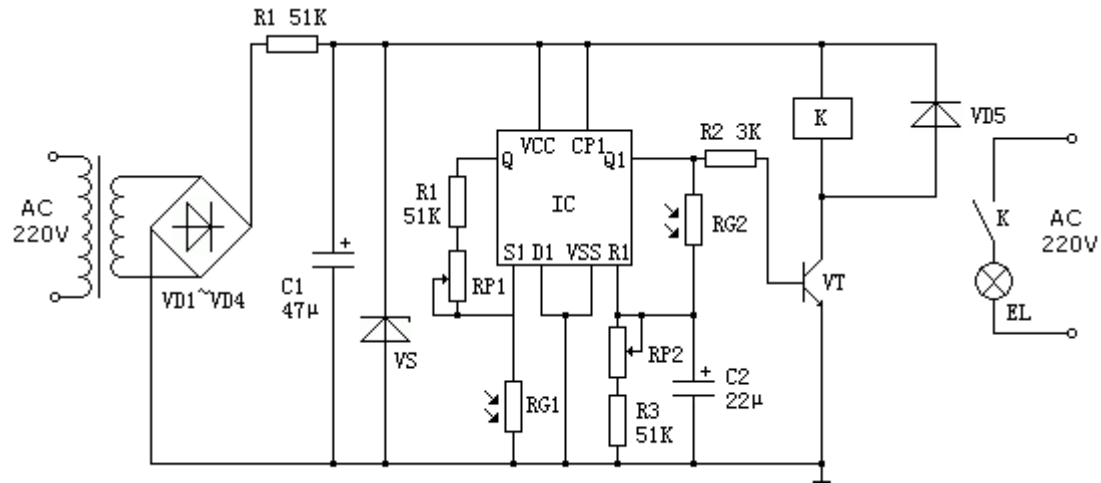 R1 51K
VCC CP1
Q
Q1
R2 3K
K
VD5
R1
51K
IC
RG2
AC
220V
K
AC
220V
S1 D1 VSS R1
VD1~VD4
C1
47μ
RP1
VT
EL
VS
RP2
RG1
C2
22μ
R3
51K